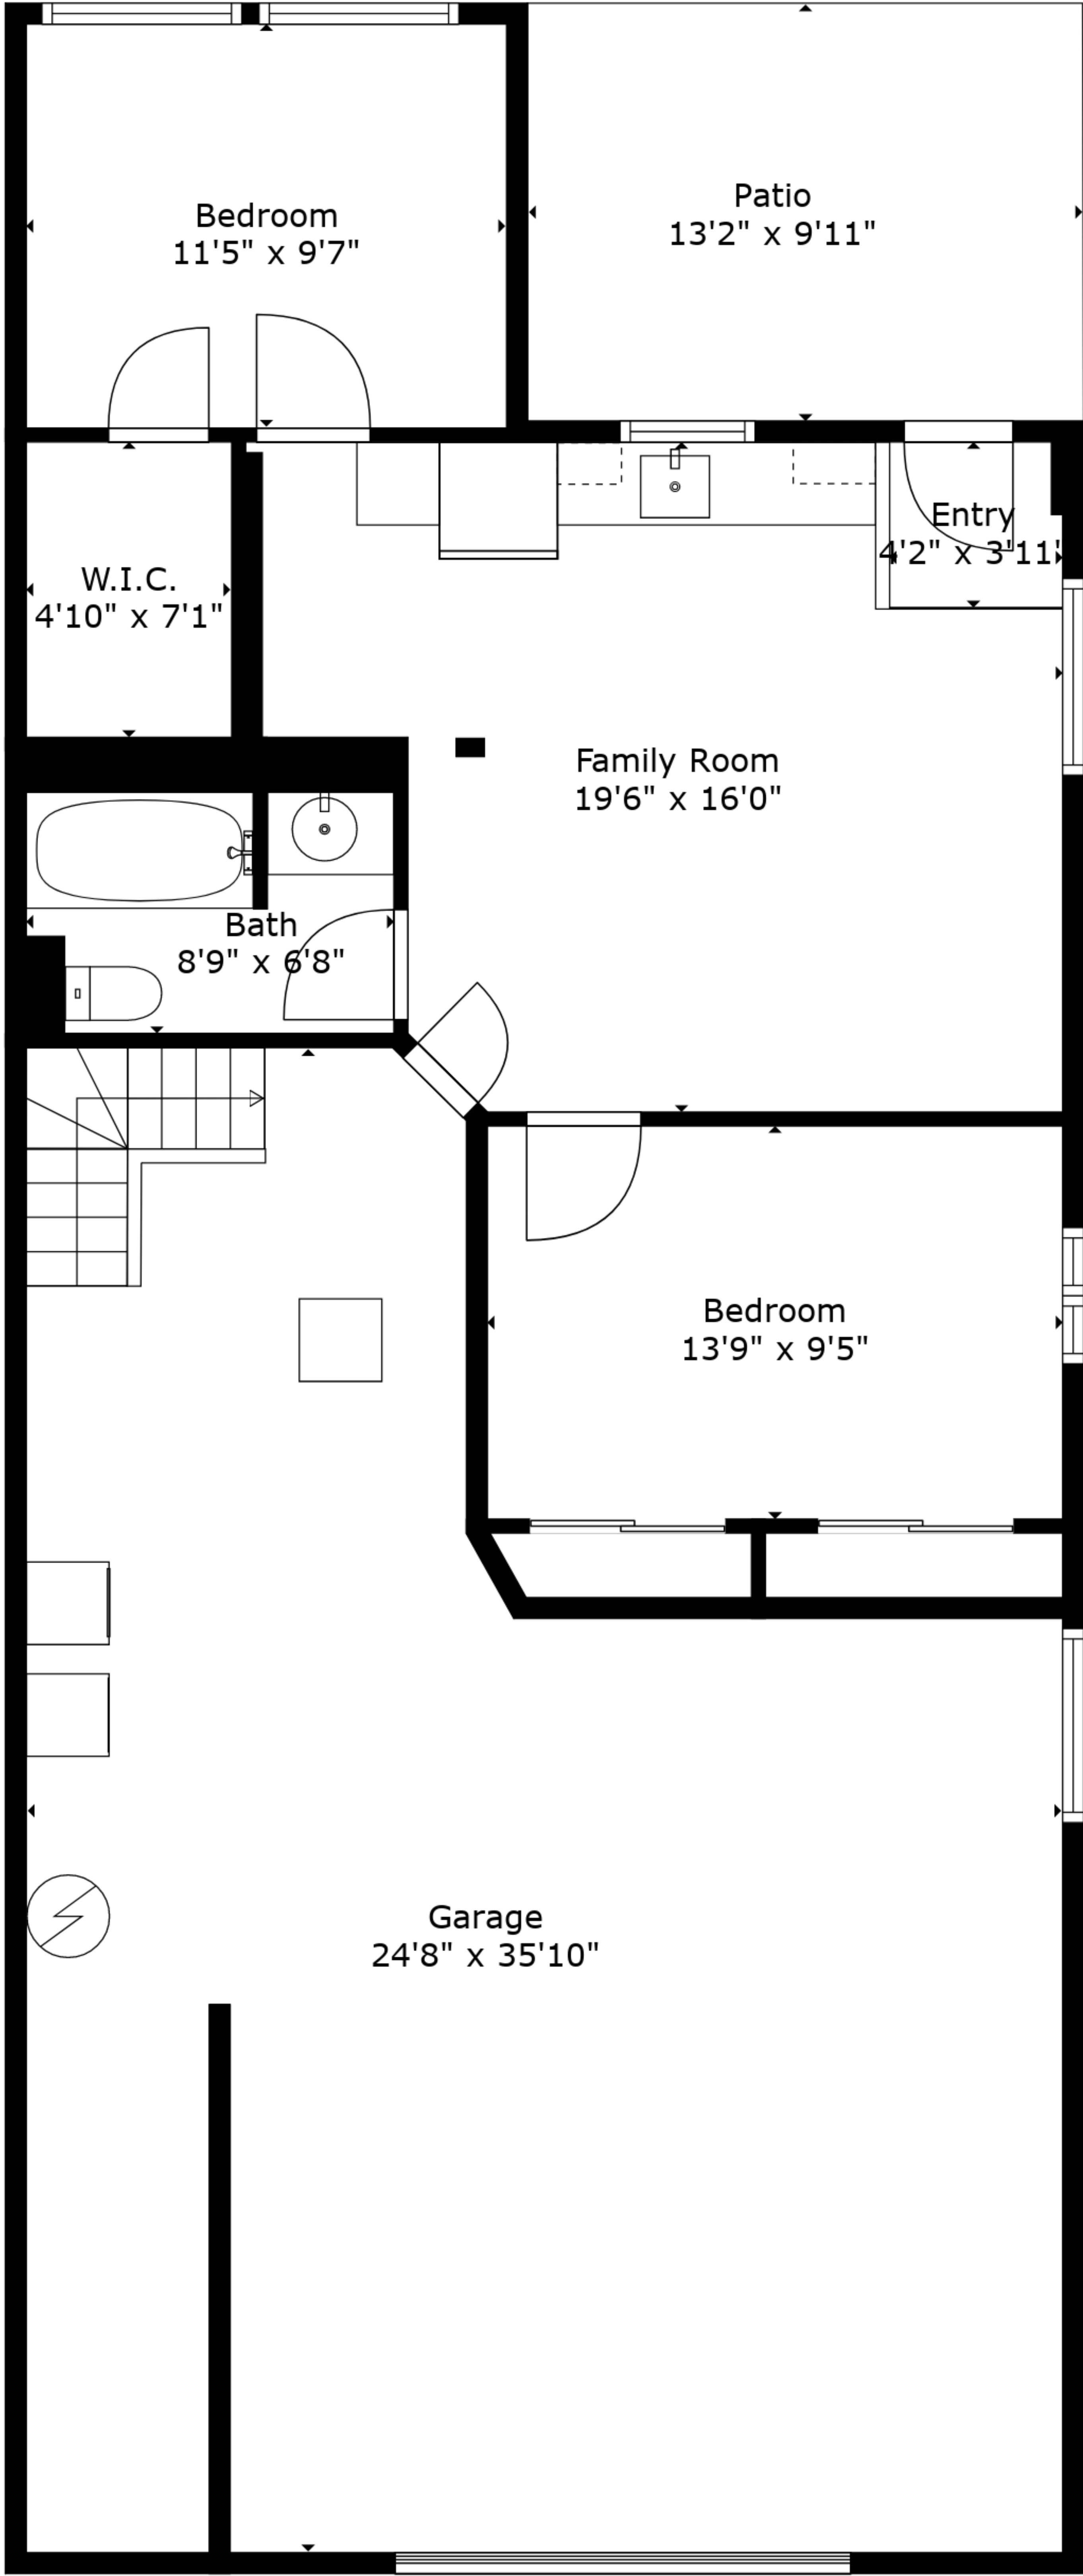 Bedroom
11'5" x 9'7"
Patio
13'2" x 9'11"
Entry
4'2" x 3'11"
W.I.C.
4'10" x 7'1"
Family Room
19'6" x 16'0"
Bath
8'9" x 6'8"
Bedroom
13'9" x 9'5"
Garage
24'8" x 35'10"